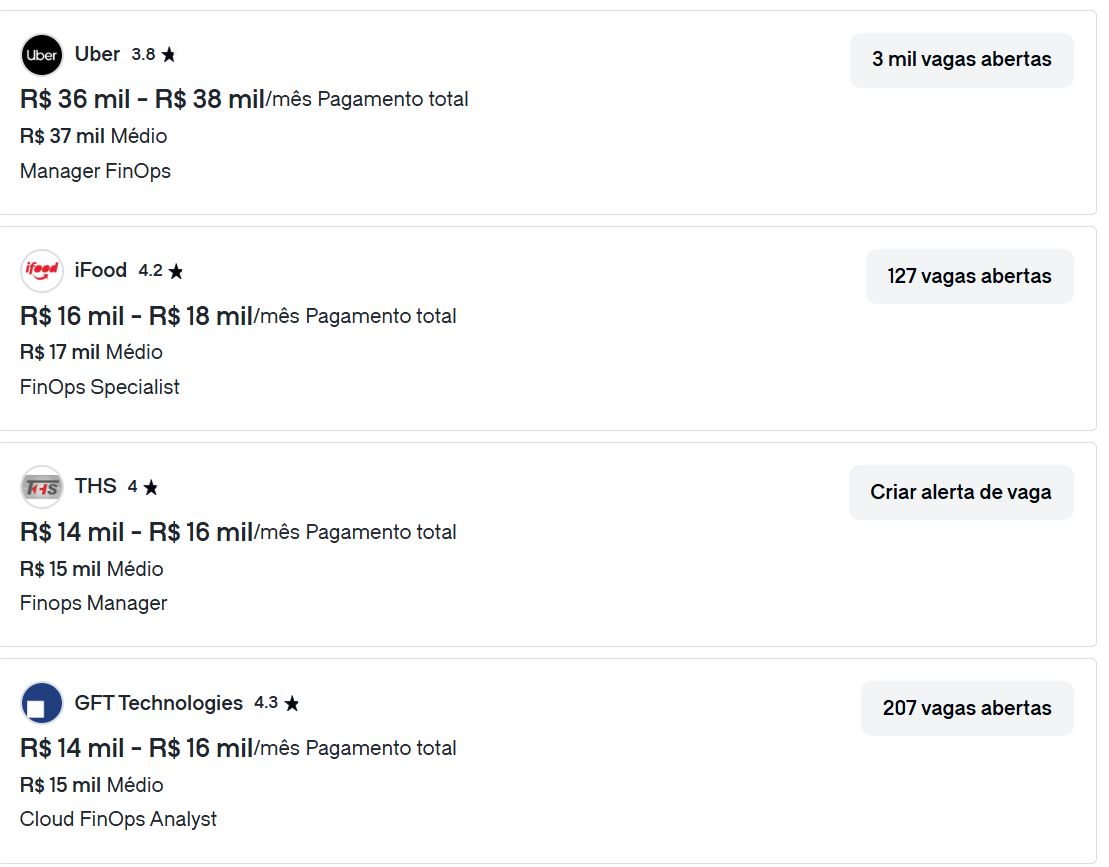 Uber Uber 3.8 ★ 3 mil vagas abertas
R$ 36 mil – R$ 38 mil/mês Pagamento total
R$ 37 mil Médio
Manager FinOps
ifood iFood 4.2 ★ 127 vagas abertas
R$ 16 mil – R$ 18 mil/mês Pagamento total
R$ 17 mil Médio
FinOps Specialist
THS THS 4 ★ Criar alerta de vaga
R$ 14 mil – R$ 16 mil/mês Pagamento total
R$ 15 mil Médio
Finops Manager
GFT Technologies 4.3 ★ 207 vagas abertas
R$ 14 mil – R$ 16 mil/mês Pagamento total
R$ 15 mil Médio
Cloud FinOps Analyst